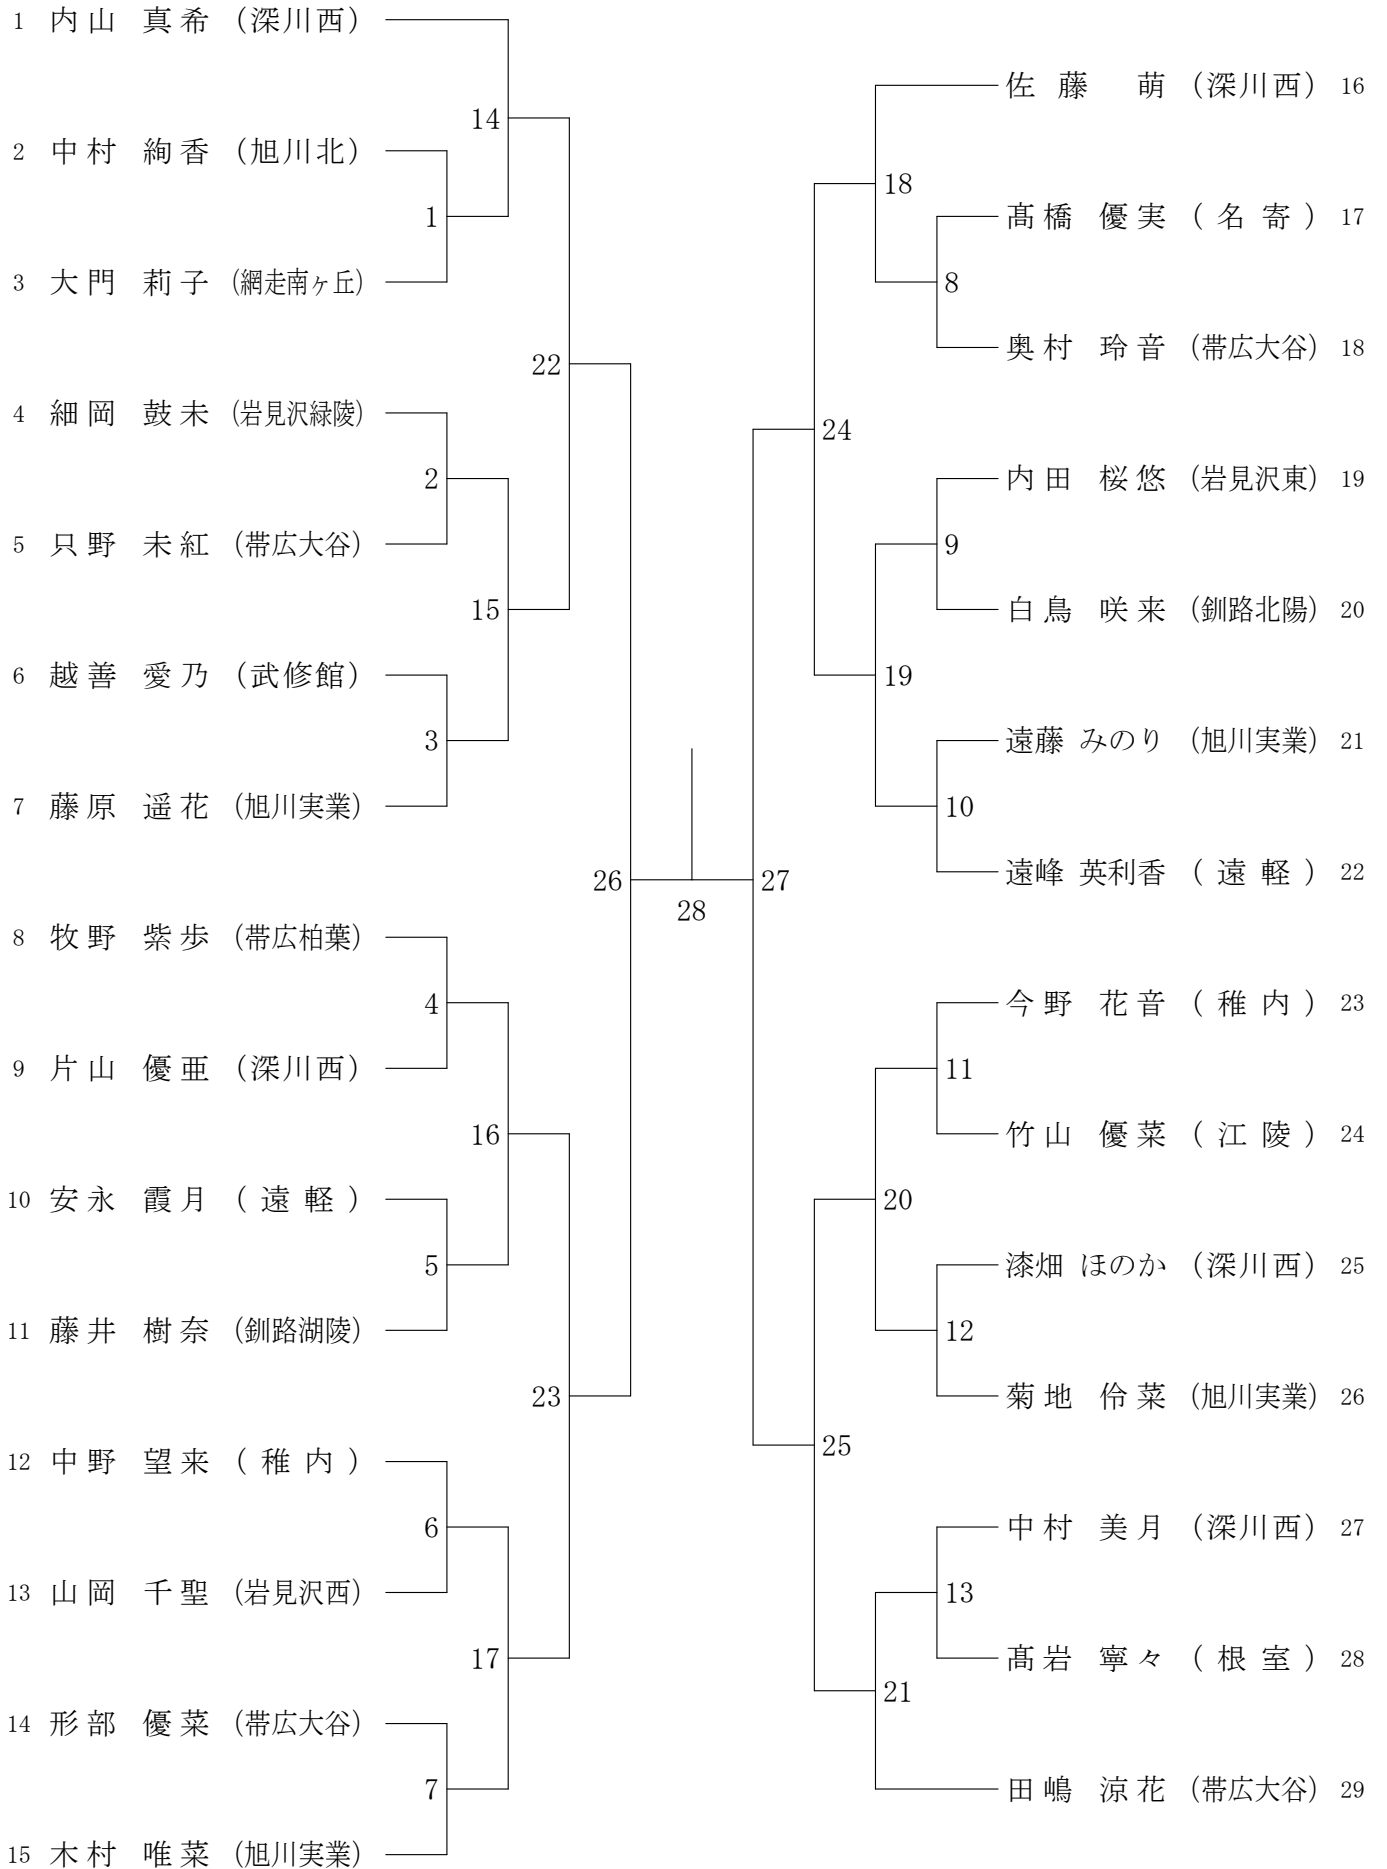 1 内山 真希 (深川西)
14
2 中村 絢香 (旭川北)
1
3 大門 莉子 (網走南ヶ丘)
22
4 細岡 鼓未 (岩見沢緑陵)
2
5 只野 未紅 (帯広大谷)
15
6 越善 愛乃 (武修館)
3
7 藤原 遥花 (旭川実業)
26
8 牧野 紫歩 (帯広柏葉)
4
9 片山 優亜 (深川西)
16
10 安永 霞月 (遠軽)
5
11 藤井 樹奈 (釧路湖陵)
23
12 中野 望来 (稚内)
6
13 山岡 千聖 (岩見沢西)
17
14 形部 優菜 (帯広大谷)
7
15 木村 唯菜 (旭川実業)
28
佐藤 萌 (深川西) 16
18
髙橋 優実 (名寄) 17
8
奥村 玲音 (帯広大谷) 18
24
内田 桜悠 (岩見沢東) 19
9
白鳥 咲来 (釧路北陽) 20
19
遠藤 みのり (旭川実業) 21
10
遠峰 英利香 (遠軽) 22
27
今野 花音 (稚内) 23
11
竹山 優菜 (江陵) 24
20
漆畑 ほのか (深川西) 25
12
菊地 伶菜 (旭川実業) 26
25
中村 美月 (深川西) 27
13
髙岩 寧々 (根室) 28
21
田嶋 涼花 (帯広大谷) 29